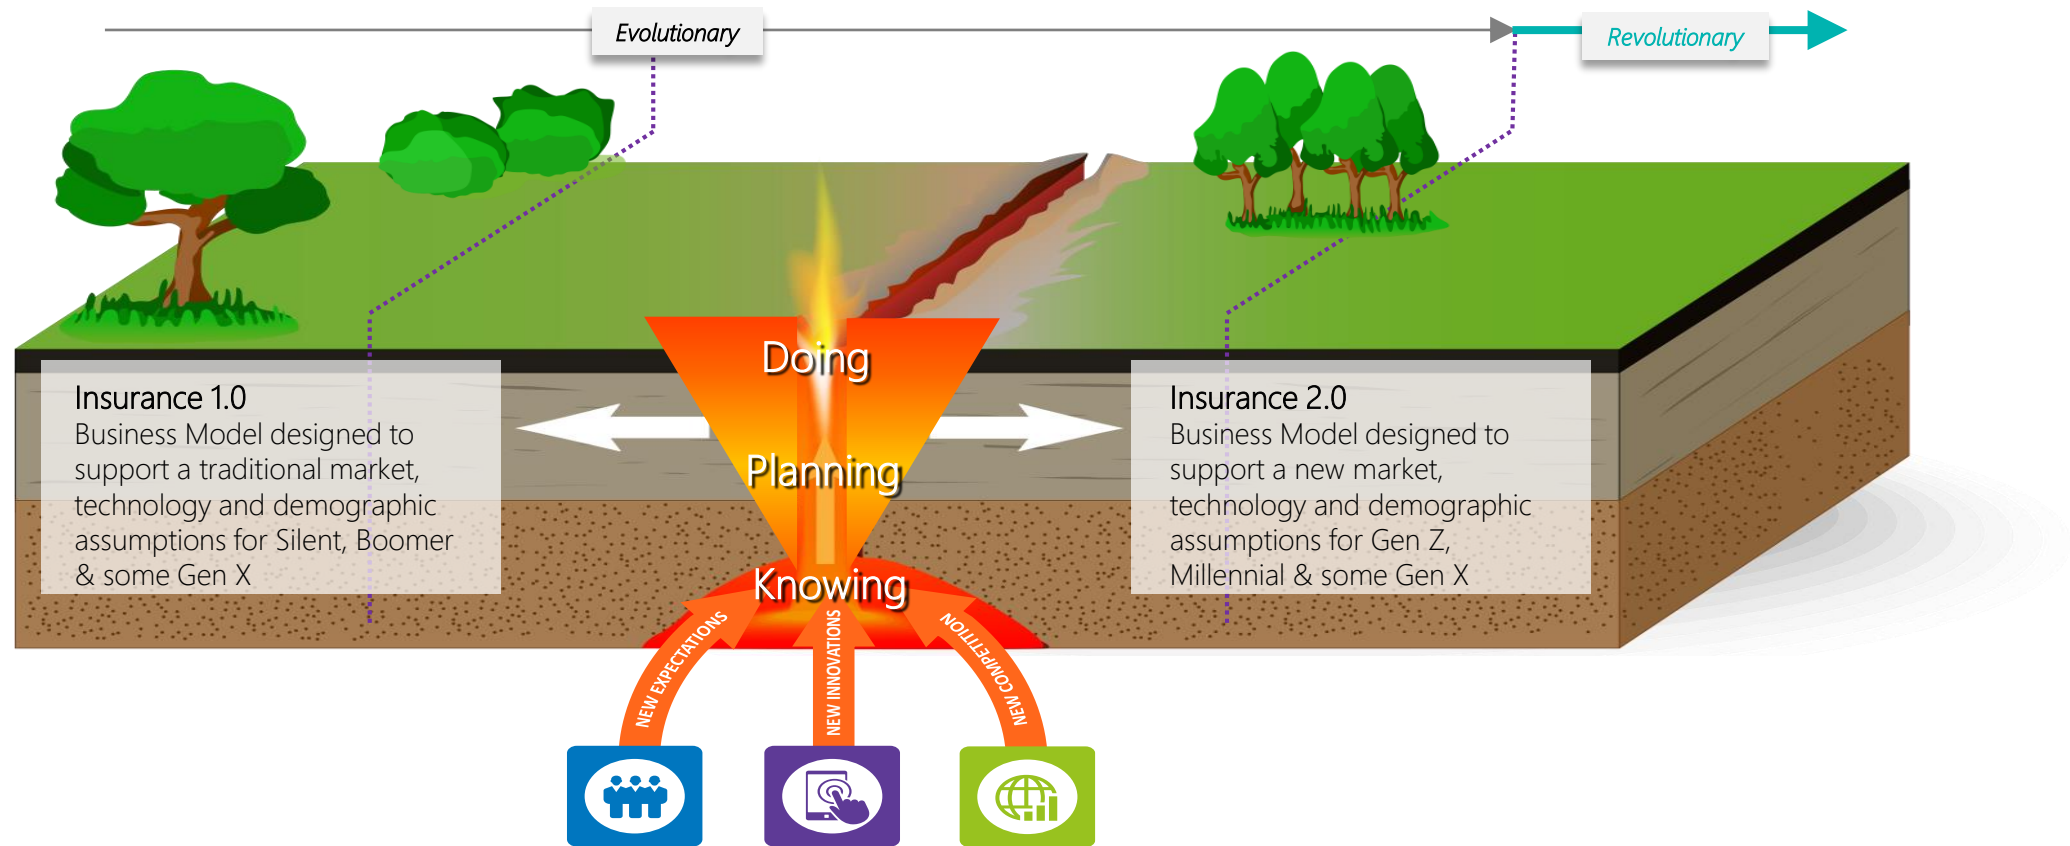 Evolutionary
Revolutionary
Doing
Planning
Knowing
Insurance 1.0
Business Model designed to
support a traditional market,
technology and demographic
assumptions for Silent, Boomer
& some Gen X
Insurance 2.0
Business Model designed to
support a new market,
technology and demographic
assumptions for Gen Z,
Millennial & some Gen X
NEW EXPECTATIONS
NEW INNOVATIONS
NEW COMPETITION